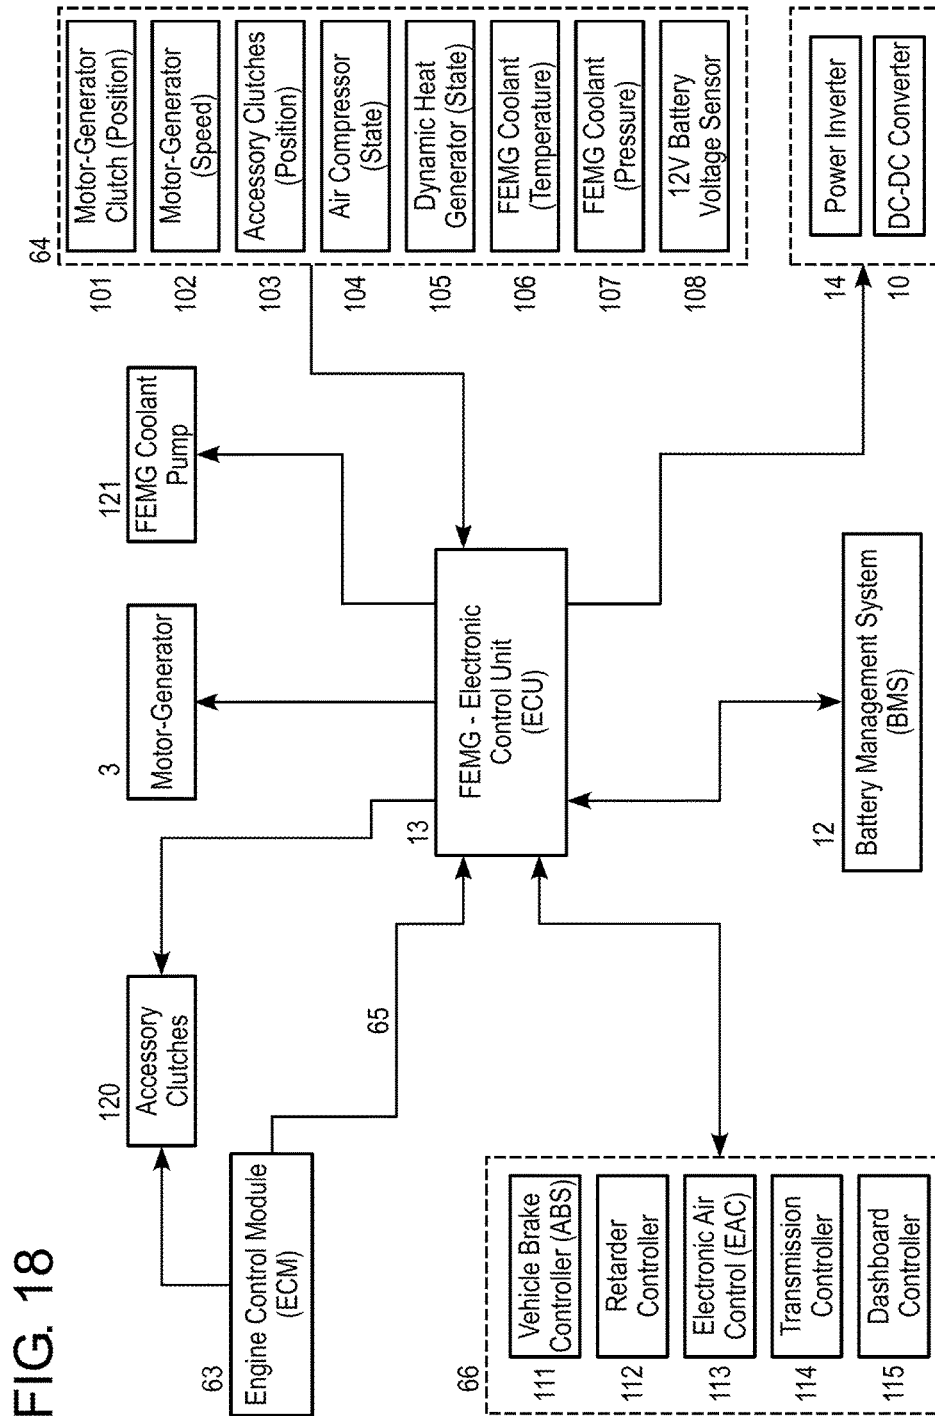 FIG. 18
63
Engine Control Module
(ECM)
120
Accessory
Clutches
3
Motor-Generator
121
FEMG Coolant
Pump
64
101
Motor-Generator
Clutch (Position)
102
Motor-Generator
(Speed)
103
Accessory Clutches
(Position)
104
Air Compressor
(State)
105
Dynamic Heat
Generator (State)
106
FEMG Coolant
(Temperature)
107
FEMG Coolant
(Pressure)
108
12V Battery
Voltage Sensor
65
13
FEMG - Electronic
Control Unit
(ECU)
66
111
Vehicle Brake
Controller (ABS)
112
Retarder
Controller
113
Electronic Air
Control (EAC)
114
Transmission
Controller
115
Dashboard
Controller
12
Battery Management System
(BMS)
14
Power Inverter
10
DC-DC Converter